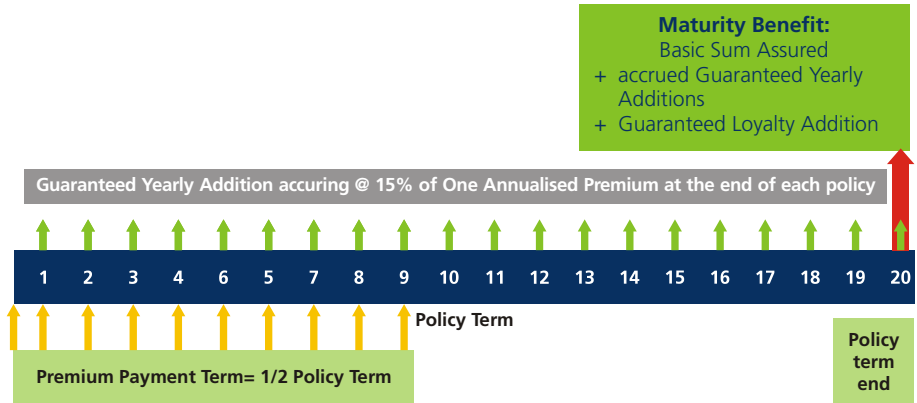 Maturity Benefit:
Basic Sum Assured
+ accrued Guaranteed Yearly
Additions
+ Guaranteed Loyalty Addition
Guaranteed Yearly Addition accuring @ 15% of One Annualised Premium at the end of each policy
1 2 3 4 6 5 7 8 9 10 11 12 13 14 15 16 17 18 19 20
Policy Term
Premium Payment Term= 1/2 Policy Term
Policy
term
end